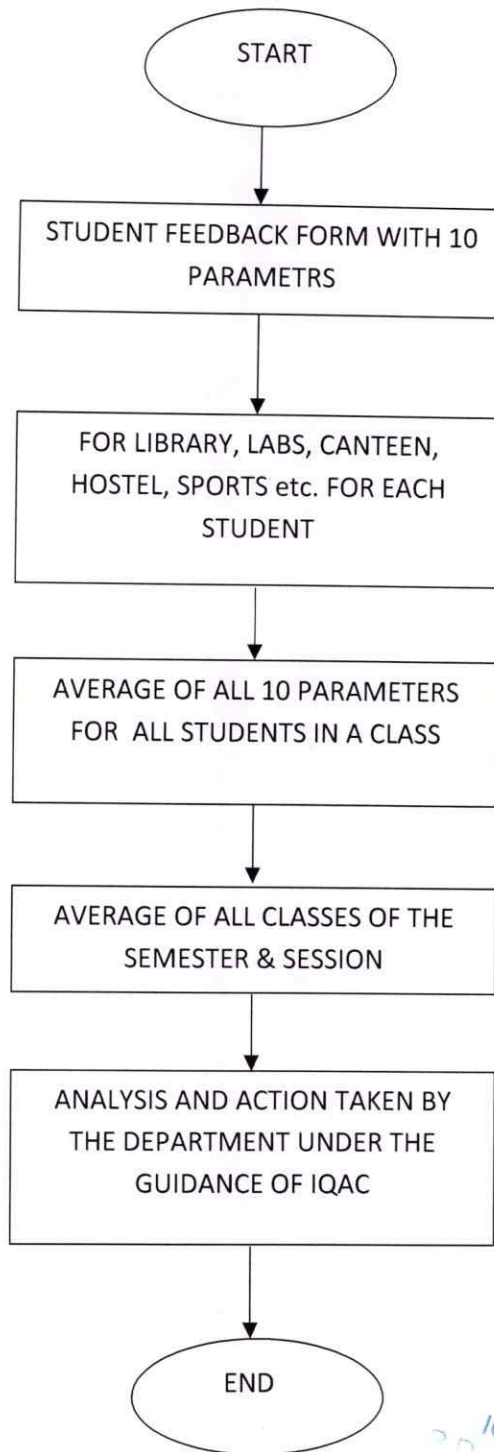 START
STUDENT FEEDBACK FORM WITH 10
PARAMETRS
FOR LIBRARY, LABS, CANTEEN,
HOSTEL, SPORTS etc. FOR EACH
STUDENT
AVERAGE OF ALL 10 PARAMETERS
FOR ALL STUDENTS IN A CLASS
AVERAGE OF ALL CLASSES OF THE
SEMESTER & SESSION
ANALYSIS AND ACTION TAKEN BY
THE DEPARTMENT UNDER THE
GUIDANCE OF IQAC
END